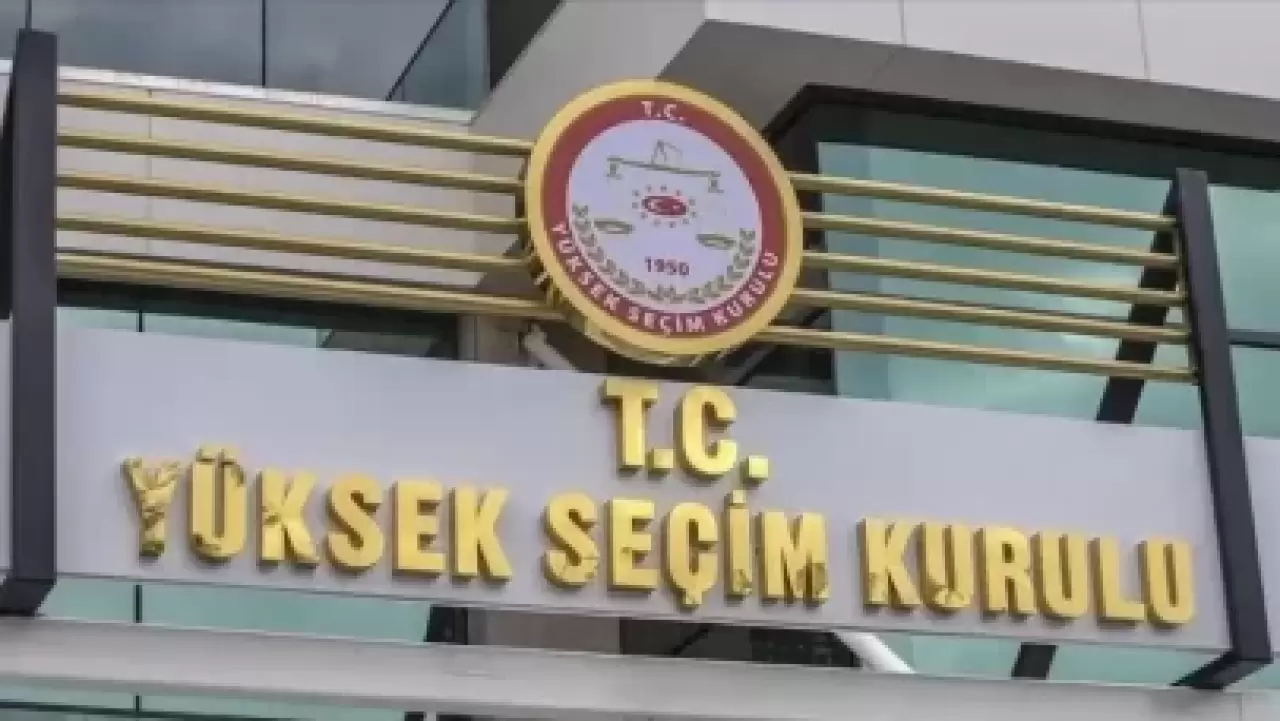 T.C.
1950
YÜKSEK SEÇİM KURULU
T.C.
YÜKSEK SEÇİM KURULU